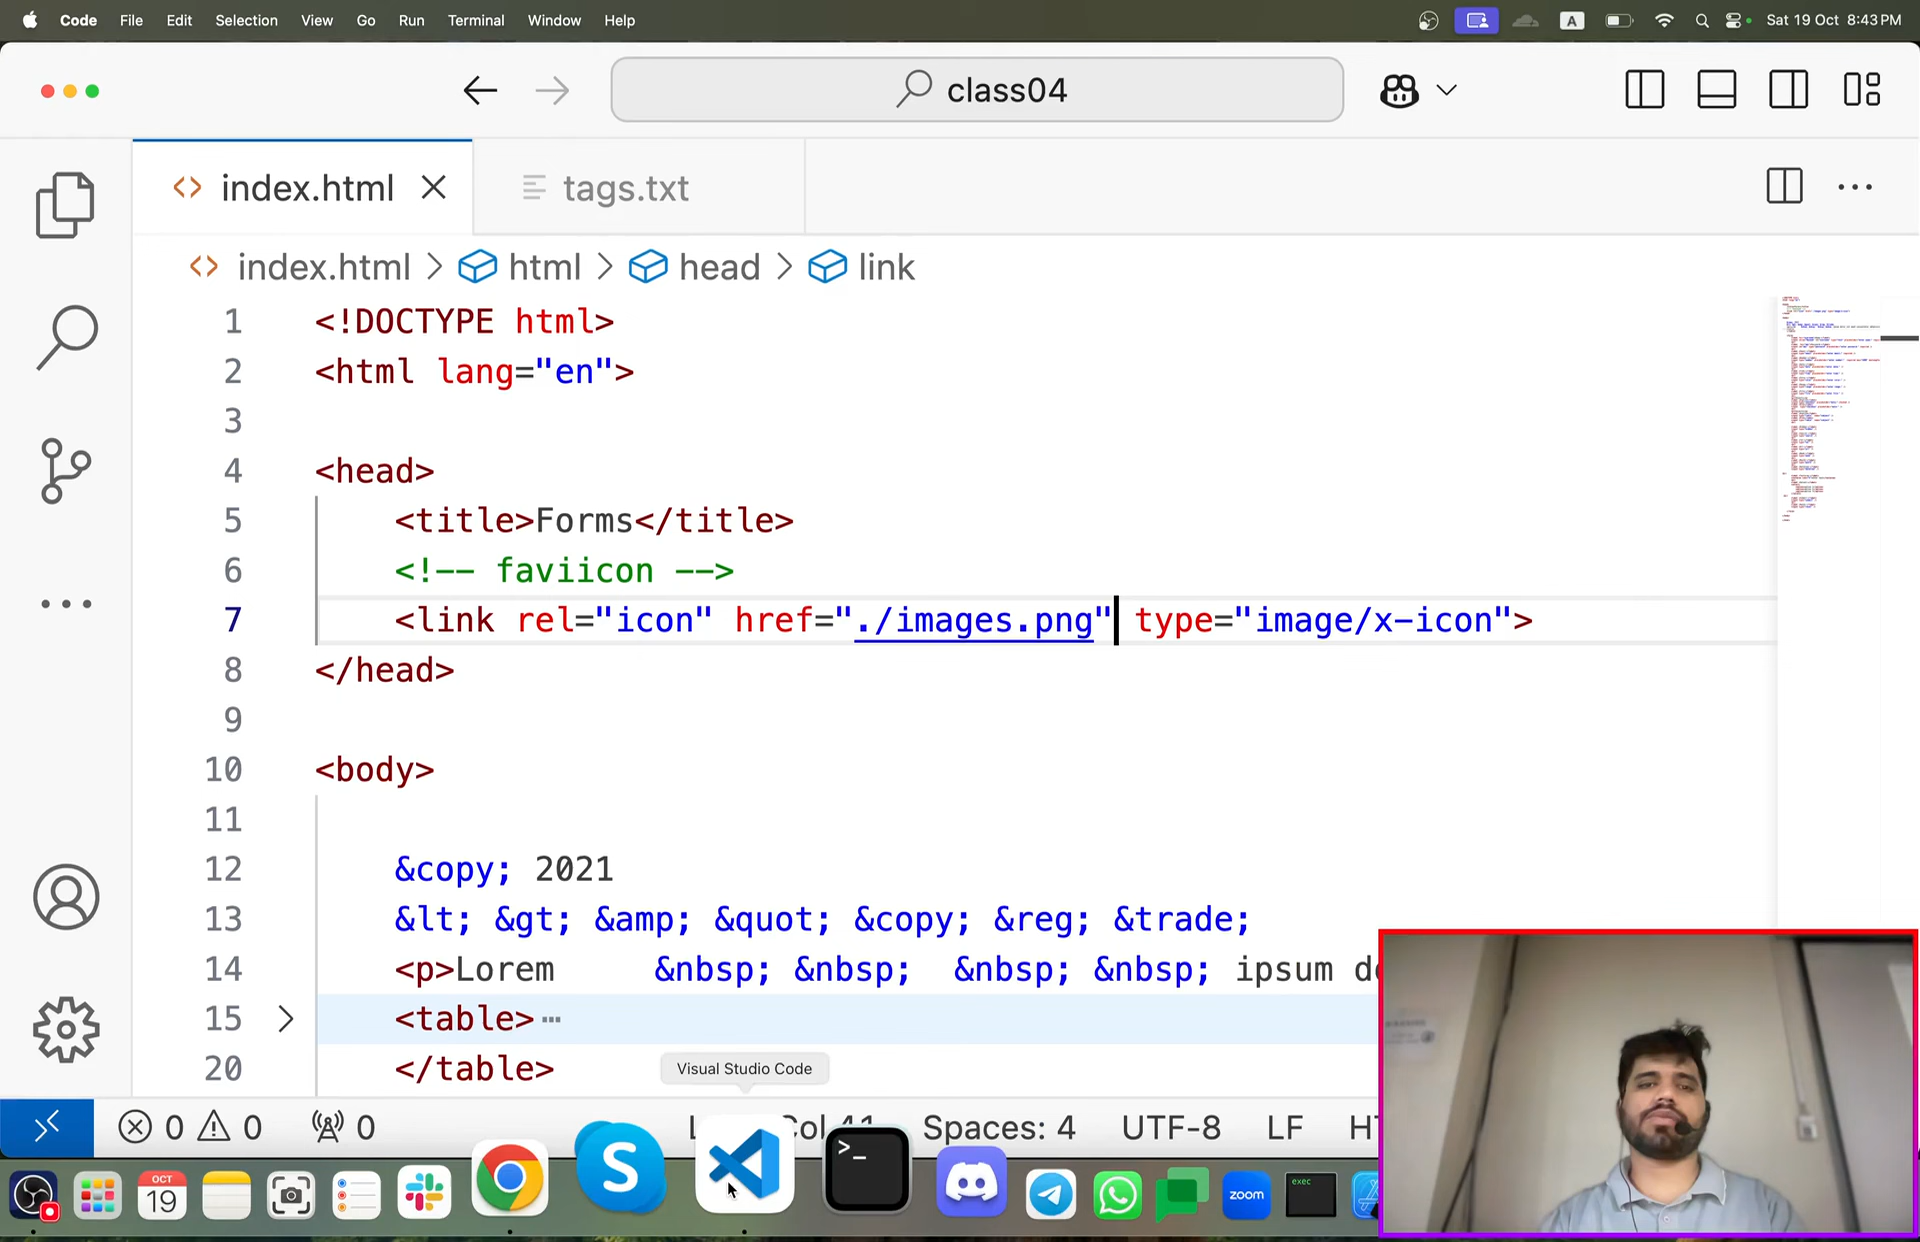 Code File Edit Selection View Go Run Terminal Window Help
A
Sat 19 Oct 8:43 PM
class04
index.html
tags.txt
index.html > html > head > link
1 <!DOCTYPE html>
2 <html lang="en">
3
4 <head>
5 <title>Forms</title>
6 <!-- faviicon -->
7 <link rel="icon" href="./images.png" type="image/x-icon">
8 </head>
9
10 <body>
11
12 &copy; 2021
13 &lt; &gt; &amp; &quot; &copy; &reg; &trade;
14 <p>Lorem &nbsp; &nbsp; &nbsp; &nbsp; ipsum
15 <table>
20 </table>
Visual Studio Code
0 0 0
Spaces: 4 UTF-8 LF
OCT
19
S
>_
zoom
exec